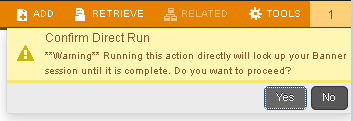 ADD RETRIEVE RELATED TOOLS 1
Confirm Direct Run
**Warning** Running this action directly will lock up your Banner
session until it is complete. Do you want to proceed?
Yes No